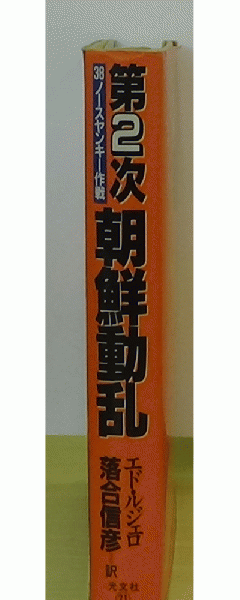 38ノースヤンキー作戦
第2次朝鮮動乱
エド・ルジェロ
落合信彦 訳
光文社